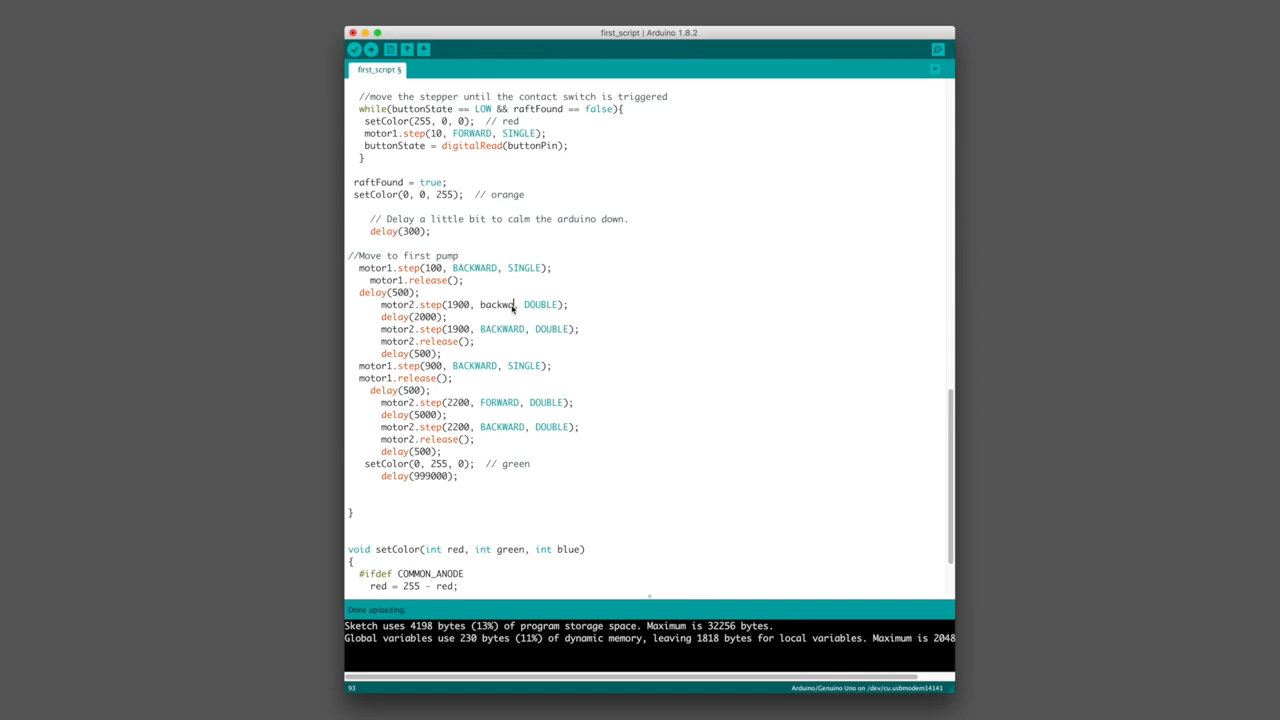 first_script | Arduino 1.8.2
first_script §
//move the stepper until the contact switch is triggered
while(buttonState == LOW && raftFound == false){
setColor(255, 0, 0);  // red
motor1.step(10, FORWARD, SINGLE);
buttonState = digitalRead(buttonPin);
}
raftFound = true;
setColor(0, 0, 255);  // orange
// Delay a little bit to calm the arduino down.
delay(300);
//Move to first pump
motor1.step(100, BACKWARD, SINGLE);
motor1.release();
delay(500);
motor2.step(1900, backwa, DOUBLE);
delay(2000);
motor2.step(1900, BACKWARD, DOUBLE);
motor2.release();
delay(500);
motor1.step(900, BACKWARD, SINGLE);
motor1.release();
delay(500);
motor2.step(2200, FORWARD, DOUBLE);
delay(5000);
motor2.step(2200, BACKWARD, DOUBLE);
motor2.release();
delay(500);
setColor(0, 255, 0);  // green
delay(999000);
}
void setColor(int red, int green, int blue)
{
#ifdef COMMON_ANODE
red = 255 - red;
Done uploading.
Sketch uses 4198 bytes (13%) of program storage space. Maximum is 32256 bytes.
Global variables use 230 bytes (11%) of dynamic memory, leaving 1818 bytes for local variables. Maximum is 2048
93
Arduino/Genuino Uno on /dev/cu.usbmodem14141